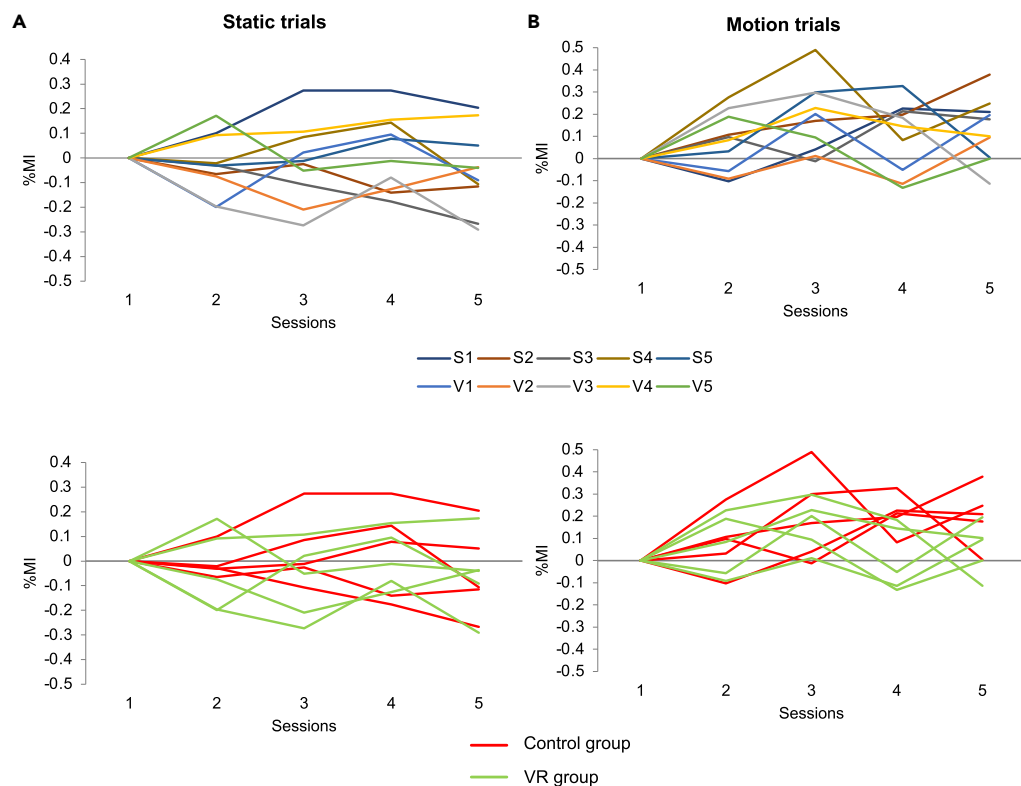 A
Static trials
0.4
0.3
0.2
0.1
0
-0.1
-0.2
-0.3
-0.4
-0.5
%MI
1 2 3 4 5
Sessions
B
Motion trials
0.5
0.4
0.3
0.2
0.1
0
-0.1
-0.2
-0.3
-0.4
-0.5
%MI
1 2 3 4 5
Sessions
S1 S2 S3 S4 S5
V1 V2 V3 V4 V5
0.4
0.3
0.2
0.1
0
-0.1
-0.2
-0.3
-0.4
-0.5
%MI
1 2 3 4 5
Sessions
0.5
0.4
0.3
0.2
0.1
0
-0.1
-0.2
-0.3
-0.4
-0.5
%MI
1 2 3 4 5
Sessions
Control group
VR group